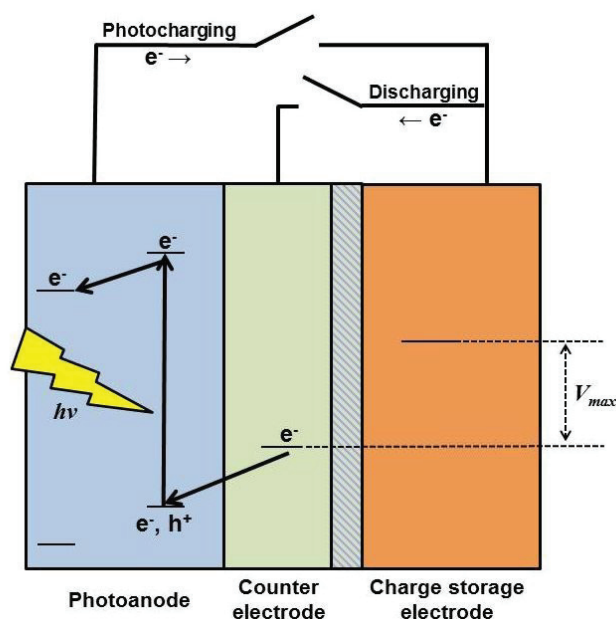 Photocharging
e⁻ →
Discharging
← e⁻
e⁻
e⁻
hv
e⁻
e⁻, h⁺
V_max
Photoanode
Counter
electrode
Charge storage
electrode